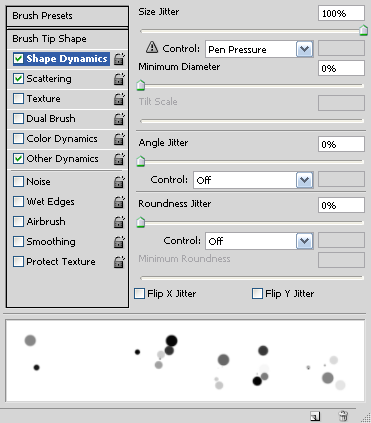 Brush Presets
Brush Tip Shape
Shape Dynamics
Scattering
Texture
Dual Brush
Color Dynamics
Other Dynamics
Noise
Wet Edges
Airbrush
Smoothing
Protect Texture
Size Jitter 100%
Control: Pen Pressure
Minimum Diameter 0%
Tilt Scale
Angle Jitter 0%
Control: Off
Roundness Jitter 0%
Control: Off
Minimum Roundness
Flip X Jitter Flip Y Jitter